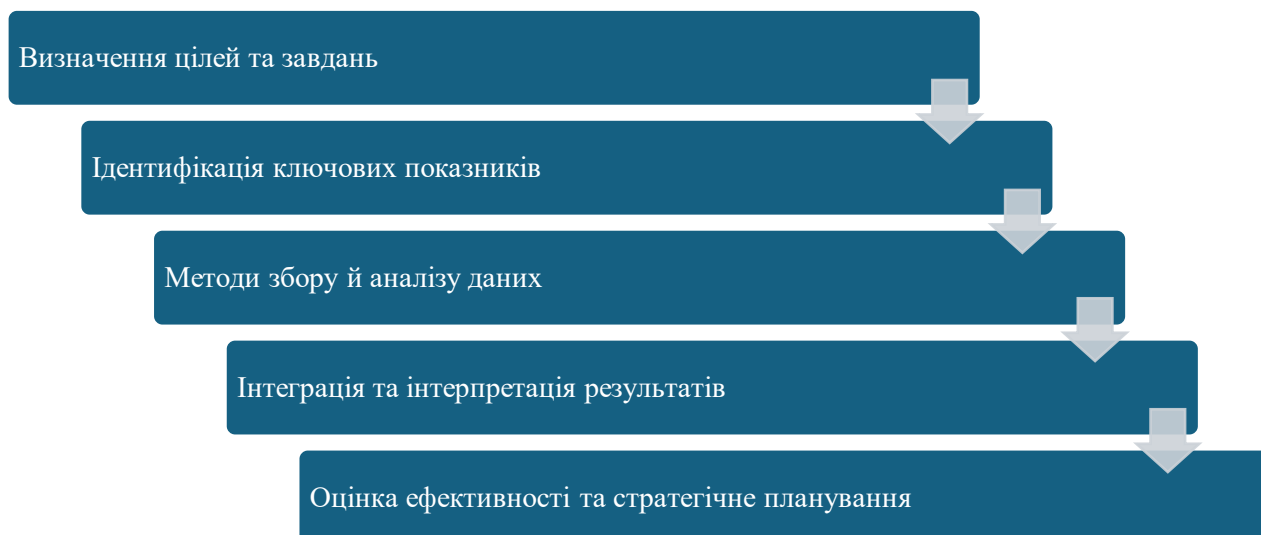 Визначення цілей та завдань
Ідентифікація ключових показників
Методи збору й аналізу даних
Інтеграція та інтерпретація результатів
Оцінка ефективності та стратегічне планування